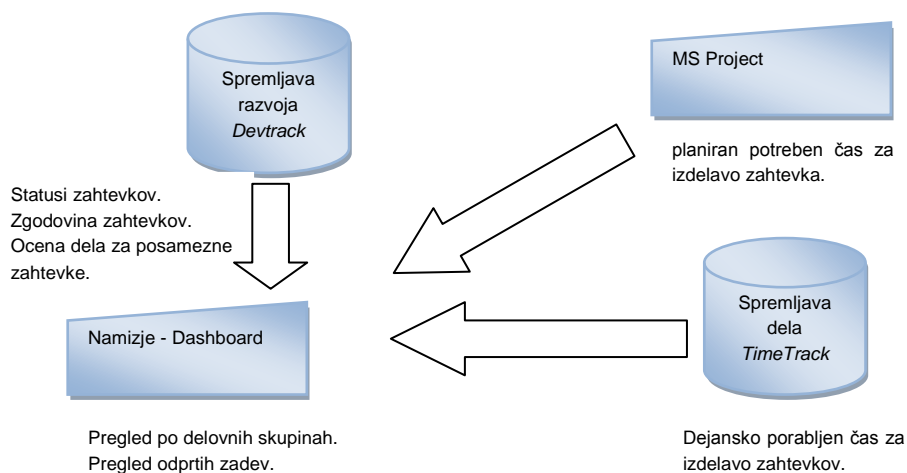 Spremljava
razvoja
Devtrack
MS Project
planiran potreben čas za
izdelavo zahtevka.
Statusi zahtevkov.
Zgodovina zahtevkov.
Ocena dela za posamezne
zahtevke.
Namizje - Dashboard
Spremljava
dela
TimeTrack
Pregled po delovnih skupinah.
Pregled odprtih zadev.
Dejansko porabljen čas za
izdelavo zahtevkov.